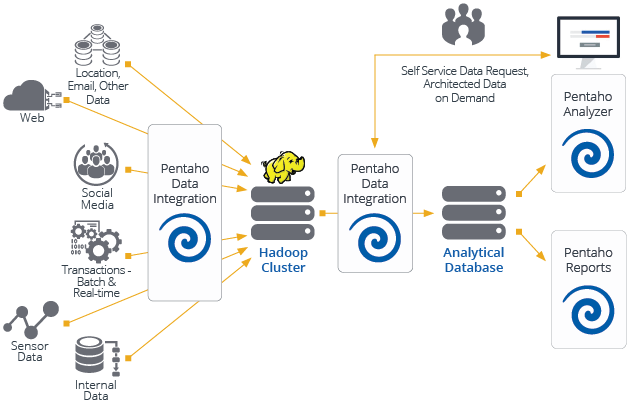 Location,
Email, Other
Data
Web
Social
Media
Transactions -
Batch &
Real-time
Sensor
Data
Internal
Data
Pentaho
Data
Integration
Hadoop
Cluster
Pentaho
Data
Integration
Self Service Data Request,
Architected Data
on Demand
Analytical
Database
Pentaho
Analyzer
Pentaho
Reports